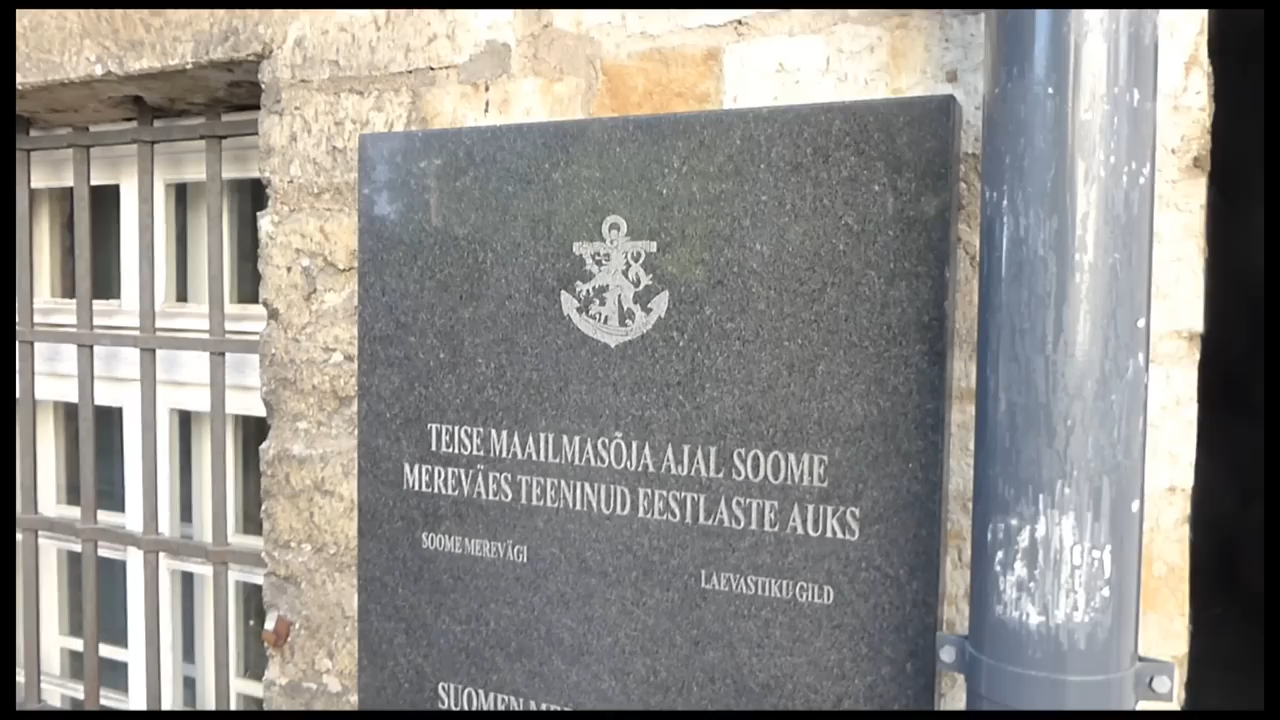 TEISE MAAILMASÕJA AJAL SOOME
MEREVÄES TEENINUD EESTLASTE AUKS
SOOME MEREVÄGI
LAEVASTIKU GILD
SUOMEN